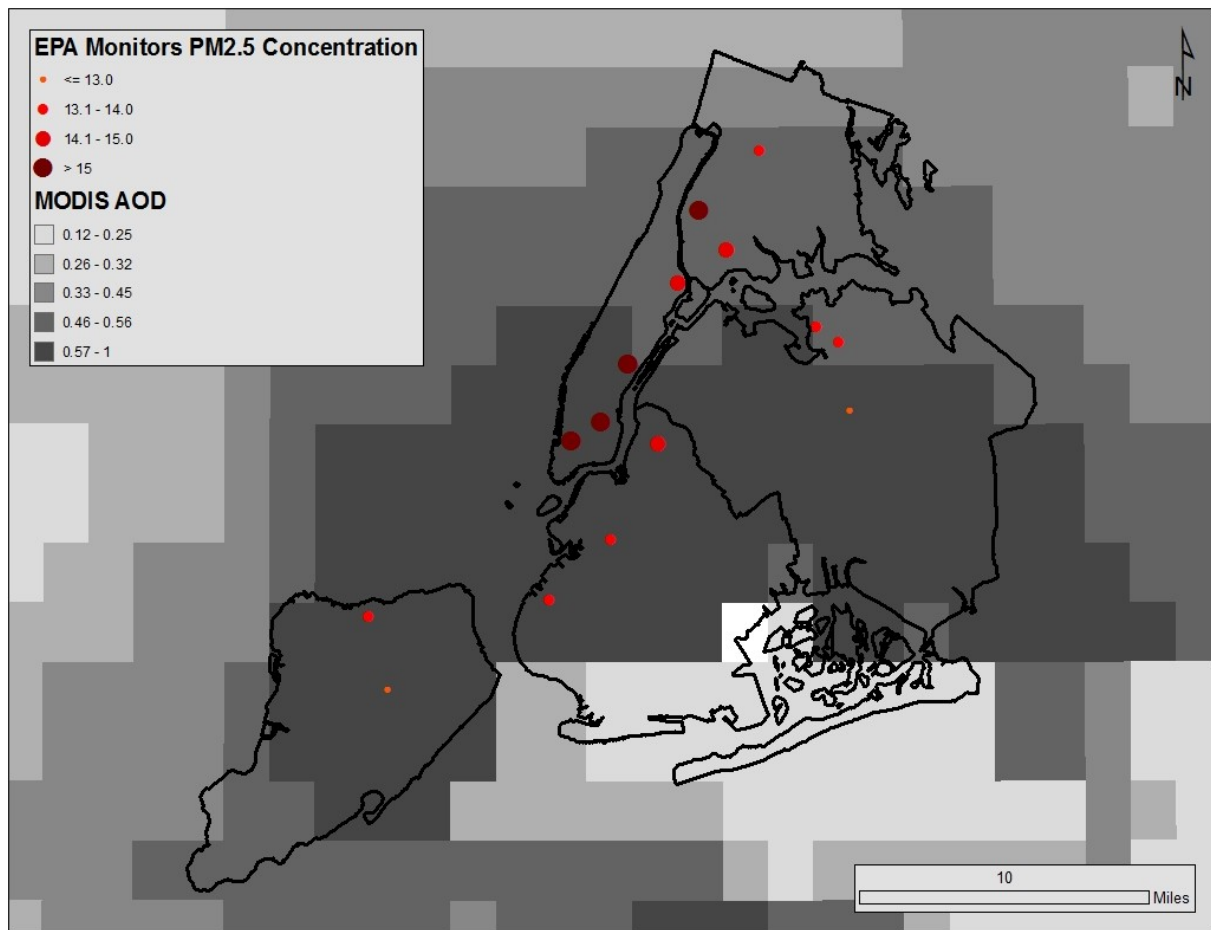 EPA Monitors PM2.5 Concentration
<= 13.0
13.1 - 14.0
14.1 - 15.0
> 15
MODIS AOD
0.12 - 0.25
0.26 - 0.32
0.33 - 0.45
0.46 - 0.56
0.57 - 1
N
10
Miles